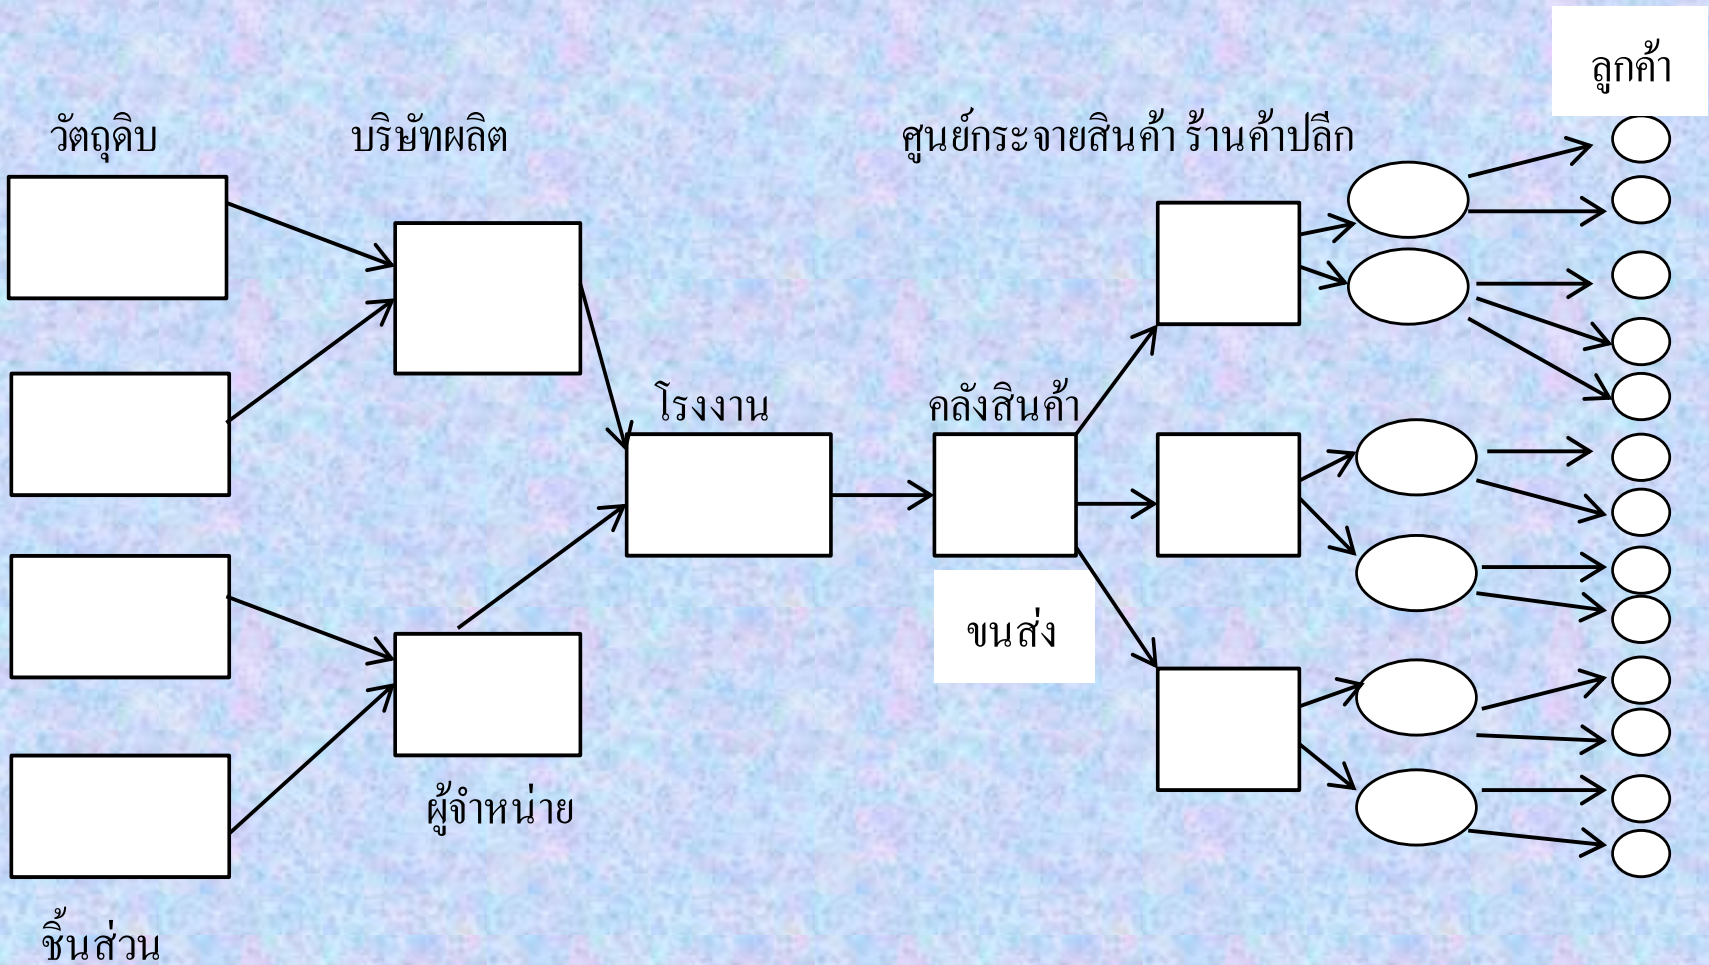 ลูกค้า
วัตถุดิบ
บริษัทผลิต
ศูนย์กระจายสินค้า ร้านค้าปลีก
โรงงาน
คลังสินค้า
ขนส่ง
ผู้จำหน่าย
ชิ้นส่วน